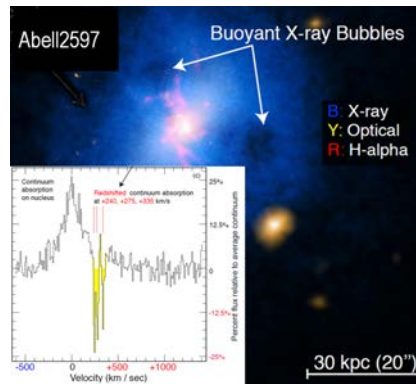 Abell2597
Buoyant X-ray Bubbles
B: X-ray
Y: Optical
R: H-alpha
Continuum
absorption
on nucleus
Redshifted continuum absorption
at +240, +275, +335 km/s
25%
12.5%
0
-12.5%
-25%
Percent flux relative to average continuum
-500
0
+500
+1000
Velocity (km / sec)
30 kpc (20")